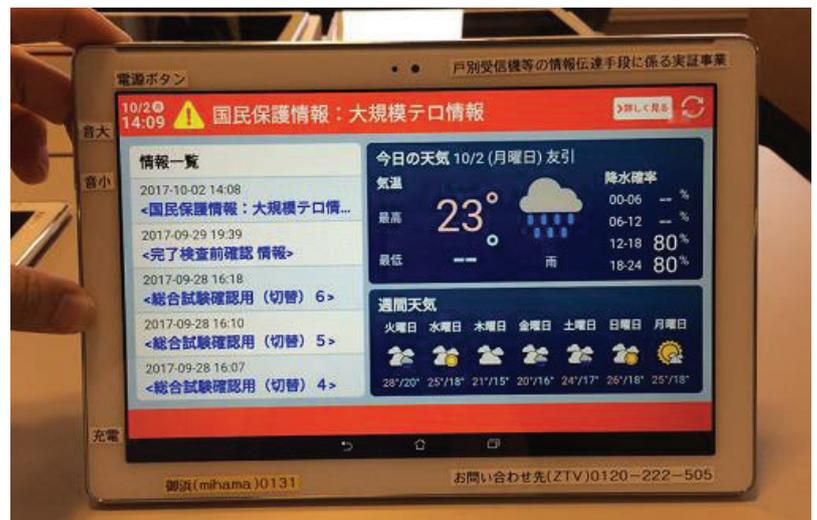 電源ボタン
戸別受信機等の情報伝達手段に係る実証事業
音大
音小
充電
10/2月
14:09
国民保護情報：大規模テロ情報
>詳しく見る
情報一覧
2017-10-02 14:08
<国民保護情報：大規模テロ情...
2017-09-29 19:39
<完了検査前確認 情報>
2017-09-28 16:18
<総合試験確認用（切替）６>
2017-09-28 16:10
<総合試験確認用（切替）５>
2017-09-28 16:07
<総合試験確認用（切替）４>
今日の天気 10/2 (月曜日) 友引
気温
最高 23°
最低 --°
雨
降水確率
00-06 -- %
06-12 -- %
12-18 80%
18-24 80%
週間天気
火曜日 水曜日 木曜日 金曜日 土曜日 日曜日 月曜日
28°/20° 25°/18° 21°/15° 20°/16° 24°/17° 26°/18° 25°/18°
御浜(mihama)0131
お問い合わせ先(ZTV)0120-222-505